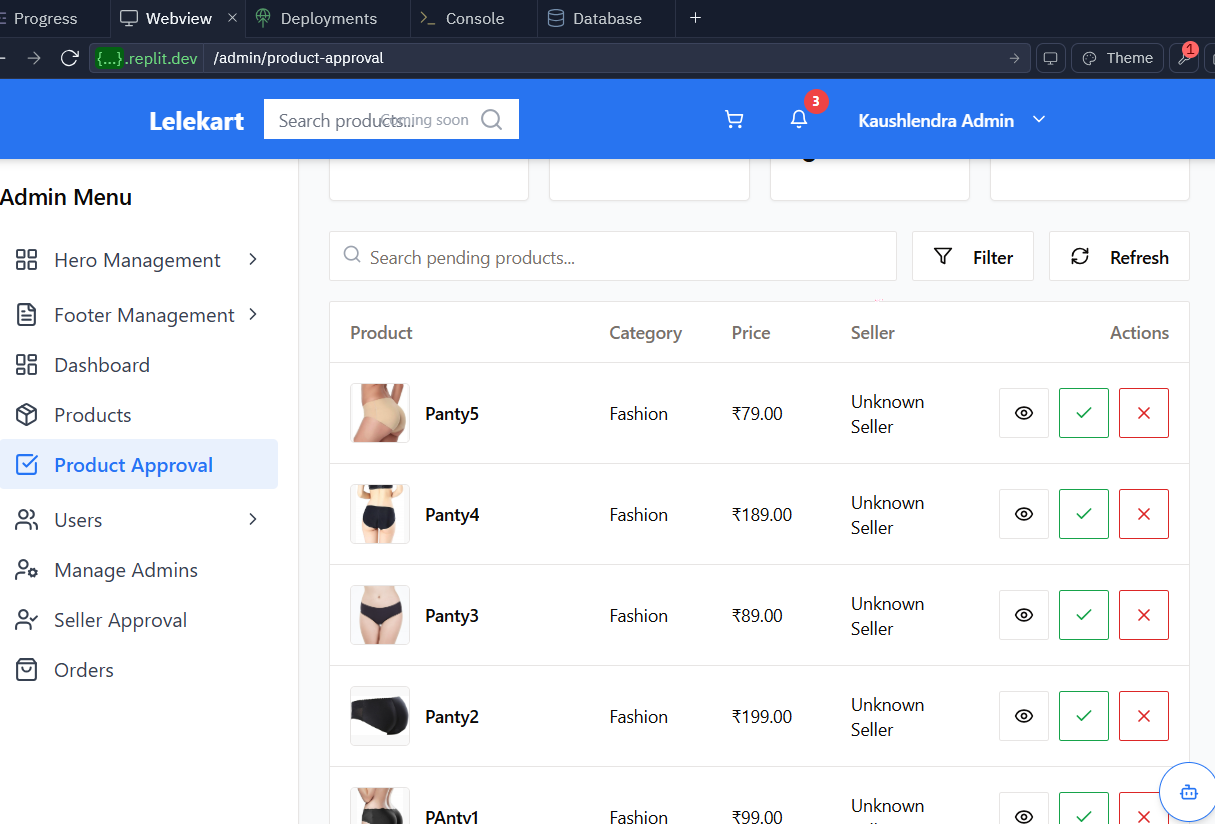 Progress
Webview
Deployments
Console
Database
{...}.replit.dev
/admin/product-approval
Theme
1
Lelekart
Search products...
Coming soon
3
Kaushlendra Admin
Admin Menu
Hero Management
Footer Management
Dashboard
Products
Product Approval
Users
Manage Admins
Seller Approval
Orders
Search pending products...
Filter
Refresh
Product Category Price Seller Actions
Panty5 Fashion ₹79.00 Unknown
Seller
Panty4 Fashion ₹189.00 Unknown
Seller
Panty3 Fashion ₹89.00 Unknown
Seller
Panty2 Fashion ₹199.00 Unknown
Seller
PAnty1 Fashion ₹99.00 Unknown